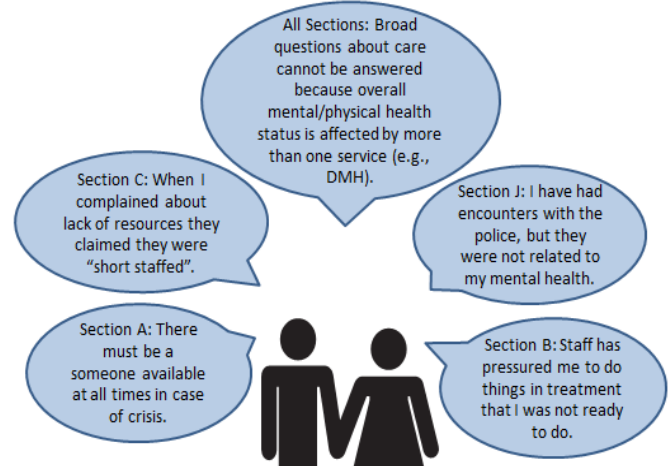 All Sections: Broad
questions about care
cannot be answered
because overall
mental/physical health
status is affected by more
than one service (e.g.,
DMH).
Section C: When I
complained about
lack of resources they
claimed they were
“short staffed”.
Section J: I have had
encounters with the
police, but they
were not related to
my mental health.
Section A: There
must be a
someone available
at all times in case
of crisis.
Section B: Staff has
pressured me to do
things in treatment
that I was not ready
to do.